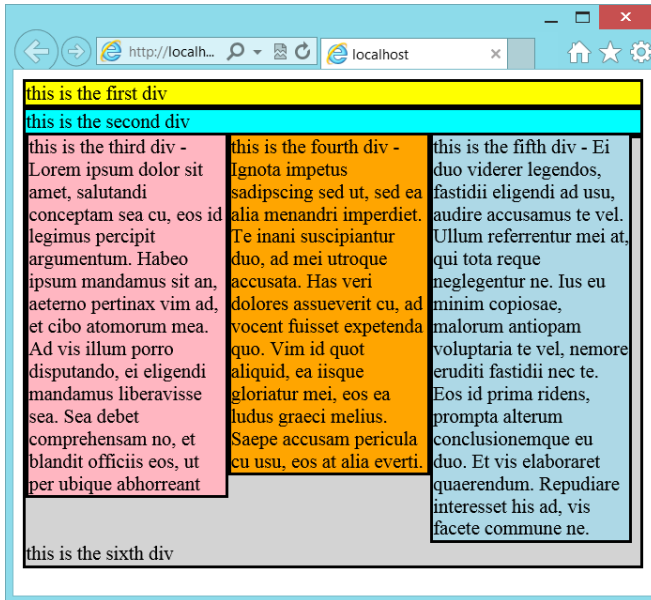 http://localh...
localhost
this is the first div
this is the second div
this is the third div -
Lorem ipsum dolor sit
amet, salutandi
conceptam sea cu, eos id
legimus percipit
argumentum. Habeo
ipsum mandamus sit an,
aeterno pertinax vim ad,
et cibo atomorum mea.
Ad vis illum porro
disputando, ei eligendi
mandamus liberavisse
sea. Sea debet
comprehensam no, et
blandit officiis eos, ut
per ubique abhorreant
this is the fourth div -
Ignota impetus
sadipscing sed ut, sed ea
alia menandri imperdiet.
Te inani suscipiantur
duo, ad mei utroque
accusata. Has veri
dolores assueverit cu, ad
vocent fuisset expetenda
quo. Vim id quot
aliquid, ea iisque
gloriatur mei, eos ea
ludus graeci melius.
Saepe accusam pericula
cu usu, eos at alia everti.
this is the fifth div - Ei
duo viderer legendos,
fastidii eligendi ad usu,
audire accusamus te vel.
Ullum referrentur mei at,
qui tota reque
neglegentur ne. Ius eu
minim copiosae,
malorum antiopam
voluptaria te vel, nemore
eruditi fastidii nec te.
Eos id prima ridens,
prompta alterum
conclusionemque eu
duo. Et vis elaboraret
quaerendum. Repudiare
interesset his ad, vis
facete commune ne.
this is the sixth div